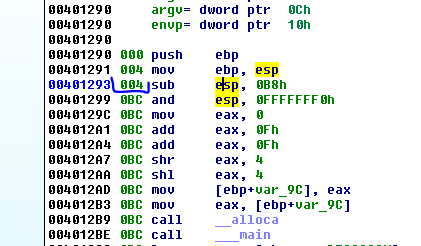 00401290 argv= dword ptr 0Ch
00401290 envp= dword ptr 10h
00401290
00401290 000 push ebp
00401291 004 mov ebp, esp
00401293 004 sub esp, 0B8h
00401299 0BC and esp, 0FFFFFFF0h
0040129C 0BC mov eax, 0
004012A1 0BC add eax, 0Fh
004012A4 0BC add eax, 0Fh
004012A7 0BC shr eax, 4
004012AA 0BC shl eax, 4
004012AD 0BC mov [ebp+var_9C], eax
004012B3 0BC mov eax, [ebp+var_9C]
004012B9 0BC call __alloca
004012BE 0BC call ___main